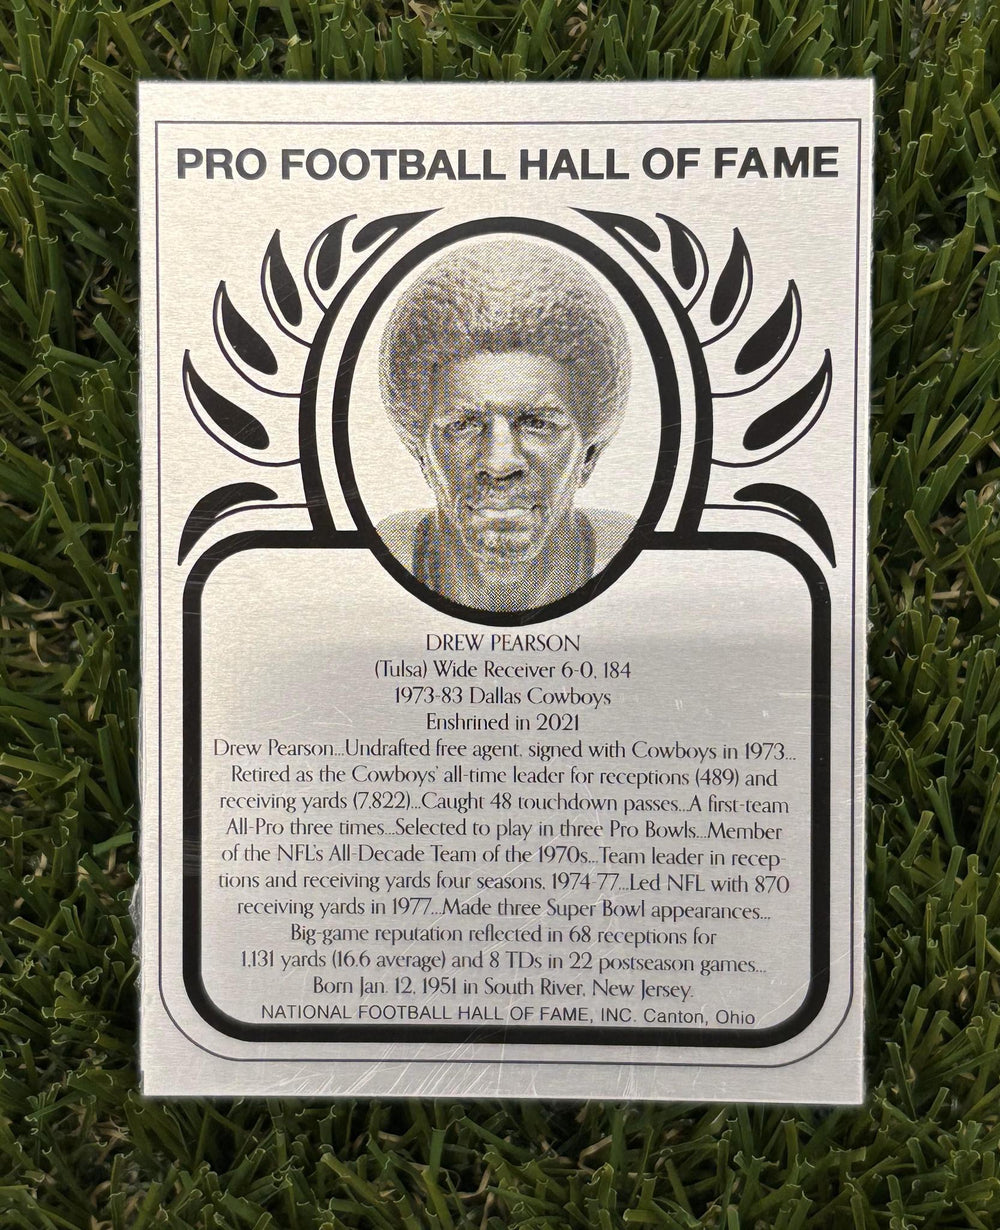 PRO FOOTBALL HALL OF FAME
DREW PEARSON
(Tulsa) Wide Receiver 6-0, 184
1973-83 Dallas Cowboys
Enshrined in 2021
Drew Pearson...Undrafted free agent, signed with Cowboys in 1973...
Retired as the Cowboys' all-time leader for receptions (489) and
receiving yards (7,822)...Caught 48 touchdown passes...A first-team
All-Pro three times...Selected to play in three Pro Bowls...Member
of the NFL's All-Decade Team of the 1970s...Team leader in recep-
tions and receiving yards four seasons, 1974-77...Led NFL with 870
receiving yards in 1977...Made three Super Bowl appearances...
Big-game reputation reflected in 68 receptions for
1,131 yards (16.6 average) and 8 TDs in 22 postseason games...
Born Jan. 12, 1951 in South River, New Jersey.
NATIONAL FOOTBALL HALL OF FAME, INC. Canton, Ohio